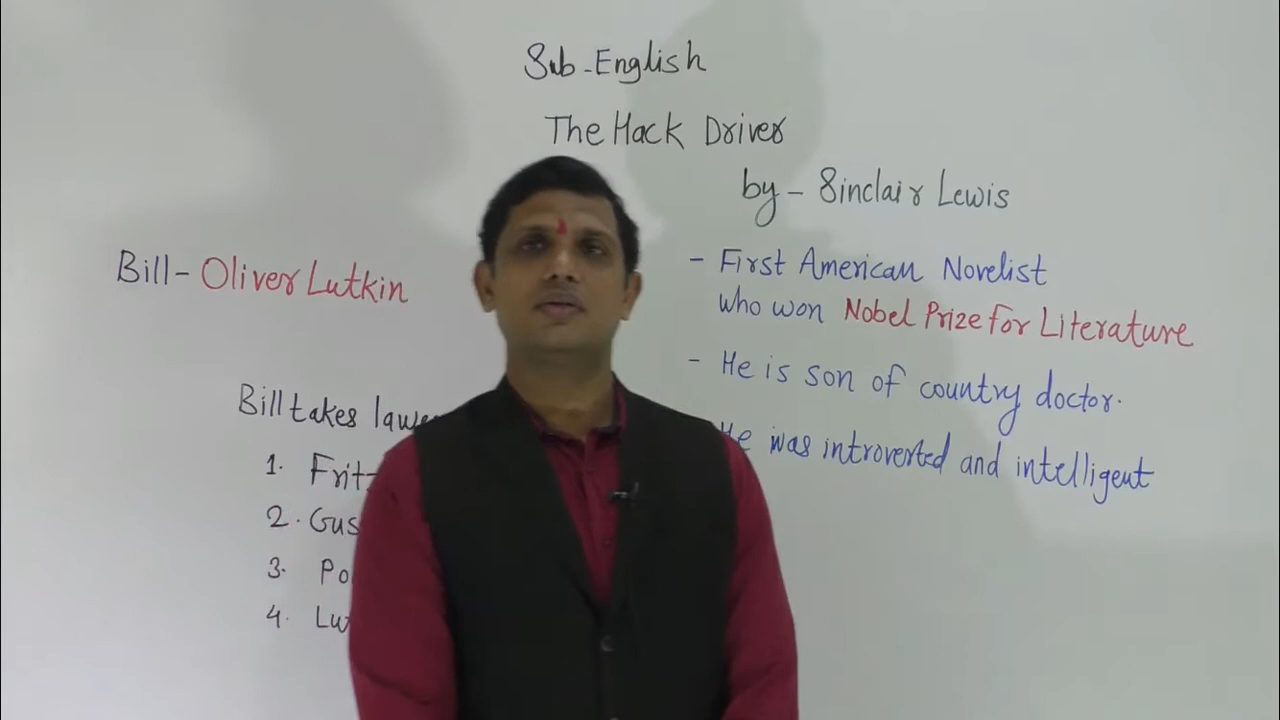 Sub-English
The Hack Driver
by - Sinclair Lewis
Bill - Oliver Lutkin
- First American Novelist
who won Nobel Prize for Literature
- He is son of country doctor.
He was introverted and intelligent
Bill takes
1.
2.
3.
4.